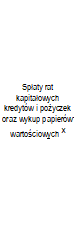 Spłaty rat
kapitałowych
kredytów i pożyczek
oraz wykup papierów
wartościowych x